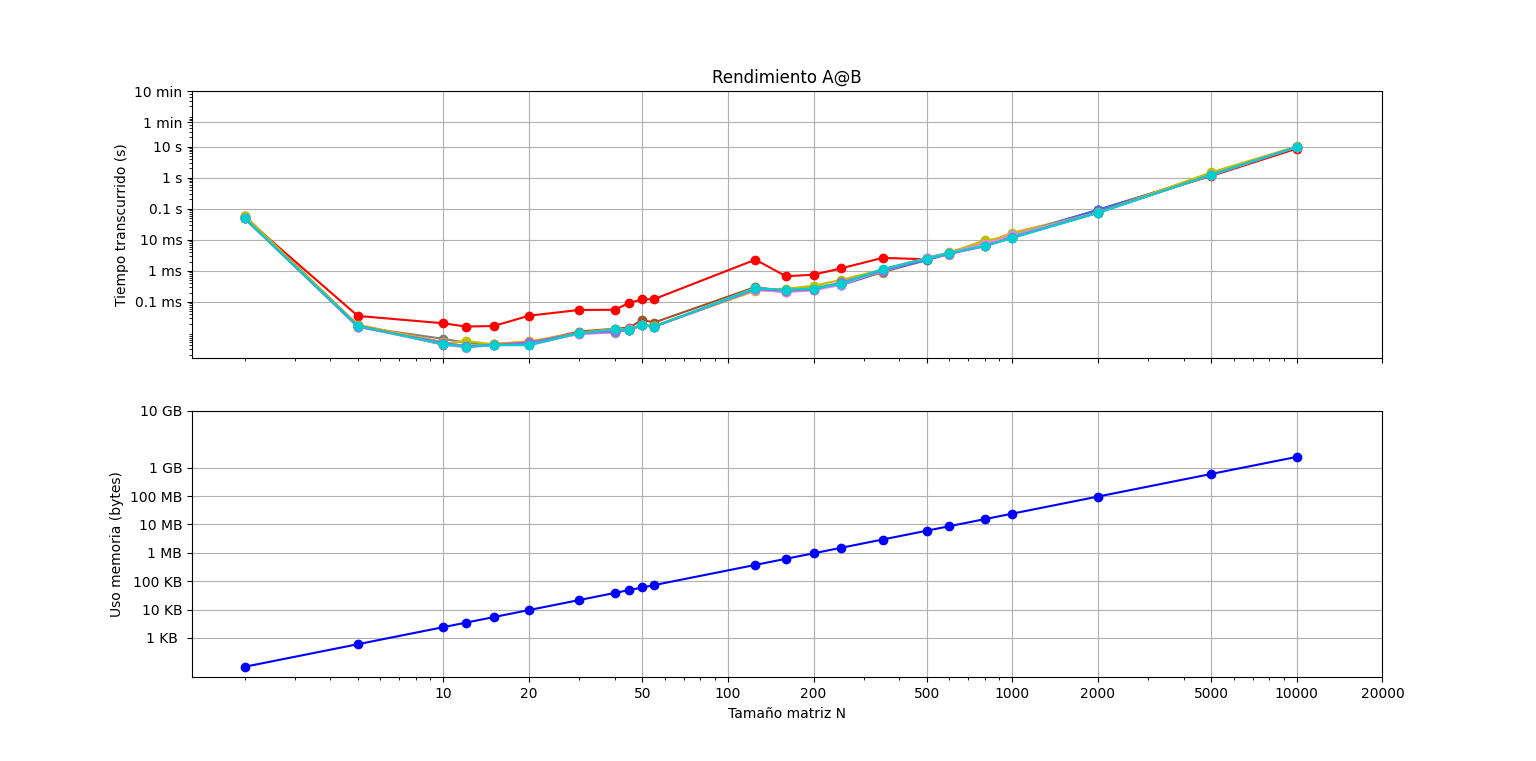 Rendimiento A@B
Tiempo transcurrido (s)
10 min
1 min
10 s
1 s
0.1 s
10 ms
1 ms
0.1 ms
Uso memoria (bytes)
10 GB
1 GB
100 MB
10 MB
1 MB
100 KB
10 KB
1 KB
10 20 50 100 200 500 1000 2000 5000 10000 20000
Tamaño matriz N